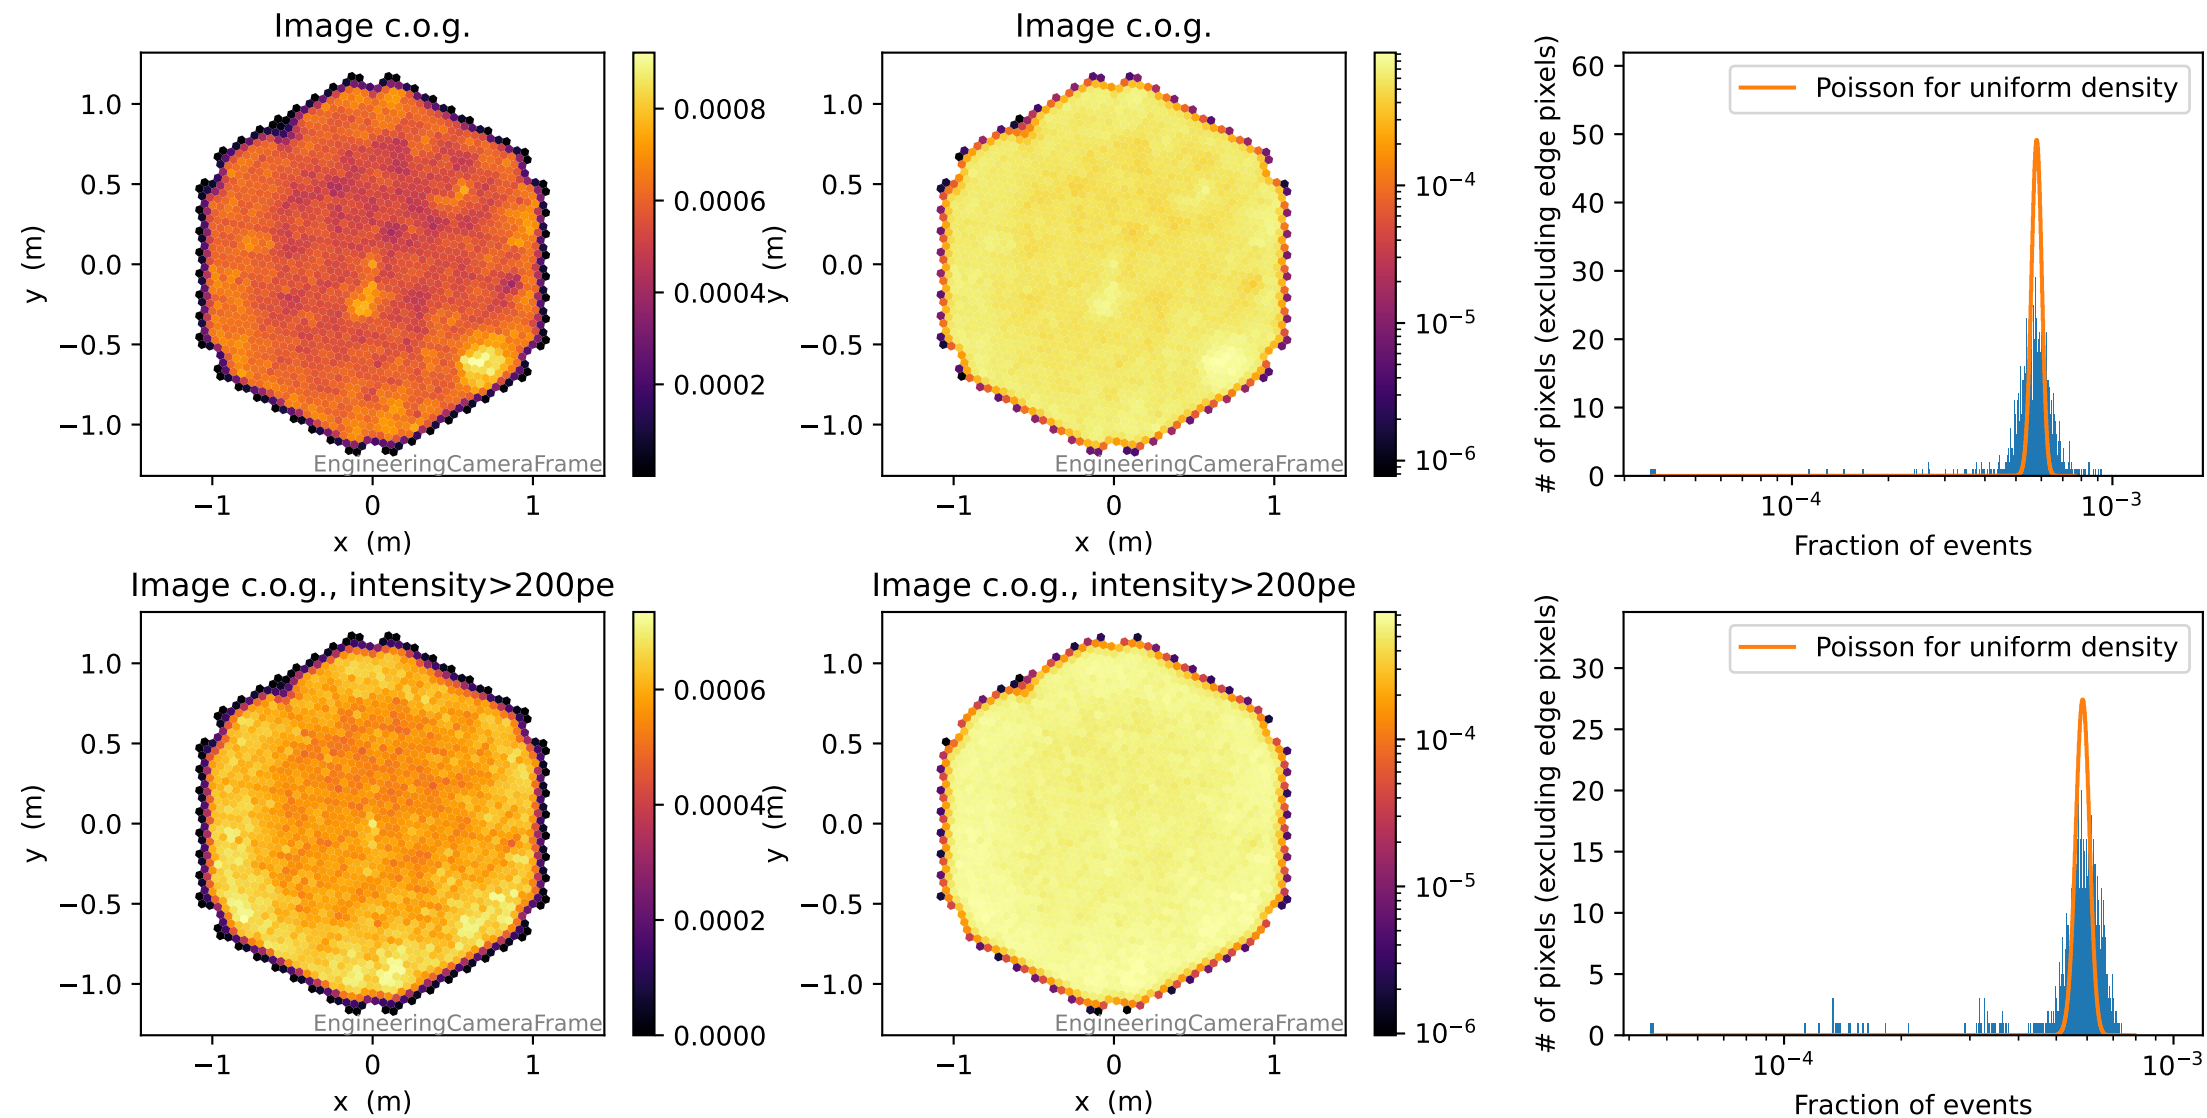 Image c.o.g.
1.0
0.5
0.0
−0.5
−1.0
y (m)
−1
0
1
x (m)
EngineeringCameraFrame
0.0008
0.0006
0.0004
0.0002
Image c.o.g.
1.0
0.5
0.0
−0.5
−1.0
y (m)
−1
0
1
x (m)
EngineeringCameraFrame
10⁻⁴
10⁻⁵
10⁻⁶
60
50
40
30
20
10
0
# of pixels (excluding edge pixels)
Poisson for uniform density
10⁻⁴
10⁻³
Fraction of events
Image c.o.g., intensity>200pe
1.0
0.5
0.0
−0.5
−1.0
y (m)
−1
0
1
x (m)
EngineeringCameraFrame
0.0006
0.0004
0.0002
0.0000
Image c.o.g., intensity>200pe
1.0
0.5
0.0
−0.5
−1.0
y (m)
−1
0
1
x (m)
EngineeringCameraFrame
10⁻⁴
10⁻⁵
10⁻⁶
30
25
20
15
10
5
0
# of pixels (excluding edge pixels)
Poisson for uniform density
10⁻⁴
10⁻³
Fraction of events